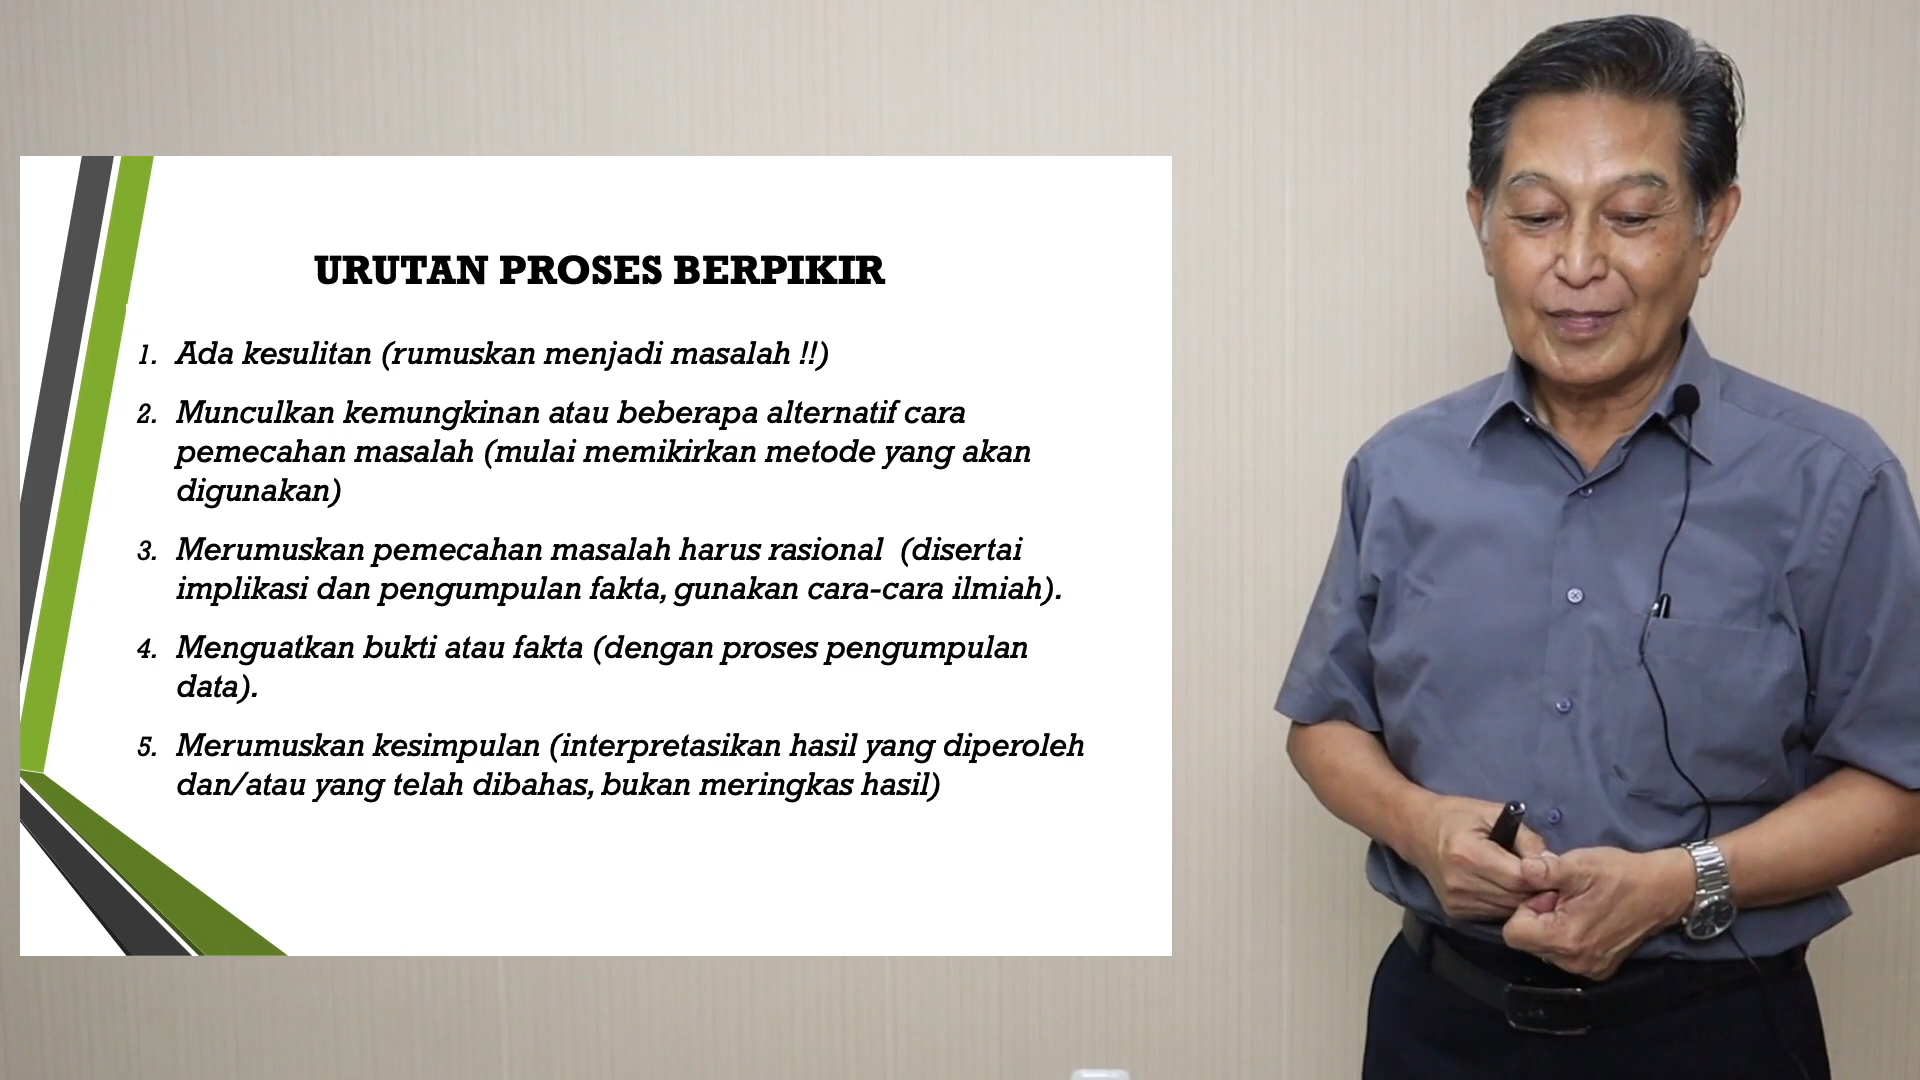 URUTAN PROSES BERPIKIR
1. Ada kesulitan (rumuskan menjadi masalah !!)
2. Munculkan kemungkinan atau beberapa alternatif cara
pemecahan masalah (mulai memikirkan metode yang akan
digunakan)
3. Merumuskan pemecahan masalah harus rasional (disertai
implikasi dan pengumpulan fakta, gunakan cara-cara ilmiah).
4. Menguatkan bukti atau fakta (dengan proses pengumpulan
data).
5. Merumuskan kesimpulan (interpretasikan hasil yang diperoleh
dan/atau yang telah dibahas, bukan meringkas hasil)